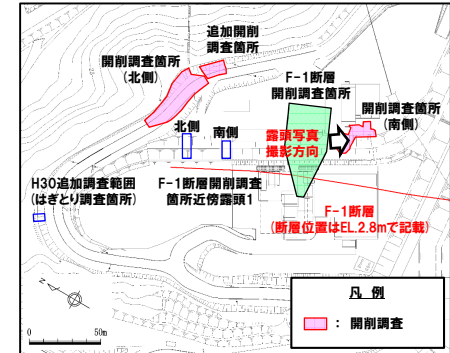 追加開削
調査箇所
開削調査箇所
(北側)
F-1断層
開削調査箇所
開削調査箇所
(南側)
北側
南側
露頭写真
撮影方向
H30追加調査範囲
(はぎとり調査箇所)
F-1断層開削調査
箇所近傍露頭1
F-1断層
(断層位置はEL.2.8mで記載)
N
0 50m
凡 例
： 開削調査